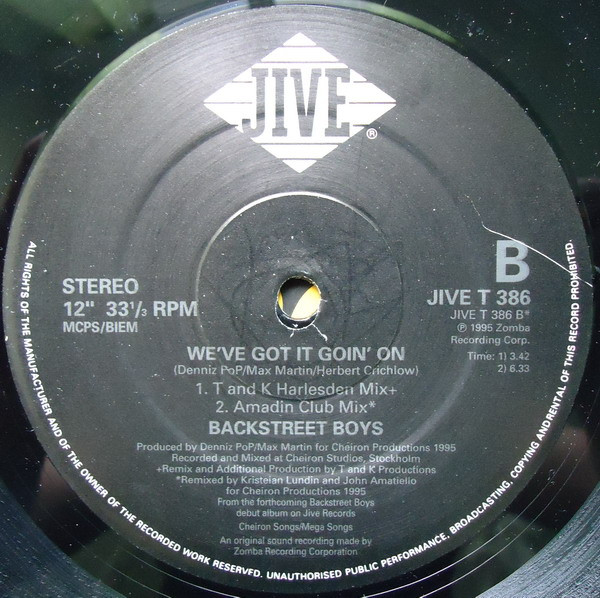 JIVE
®
STEREO
12" 33⅓ RPM
MCPS/BIEM
B
JIVE T 386
JIVE T 386 B*
℗ 1995 Zomba
Recording Corp.
Time: 1) 3.42
2) 6.33
WE'VE GOT IT GOIN' ON
(Denniz PoP/Max Martin/Herbert Crichlow)
1. T and K Harlesden Mix+
2. Amadin Club Mix*
BACKSTREET BOYS
Produced by Denniz PoP/Max Martin for Cheiron Productions 1995
Recorded and Mixed at Cheiron Studios, Stockholm
+Remix and Additional Production by T and K Productions
*Remixed by Kristeian Lundin and John Amatielio
for Cheiron Productions 1995
From the forthcoming Backstreet Boys
debut album on Jive Records
Cheiron Songs/Mega Songs
An original sound recording made by
Zomba Recording Corporation
ALL RIGHTS OF THE MANUFACTURER AND OF THE OWNER OF THE RECORDED WORK RESERVED. UNAUTHORISED PUBLIC PERFORMANCE, BROADCASTING, COPYING AND RENTAL OF THIS RECORD PROHIBITED.